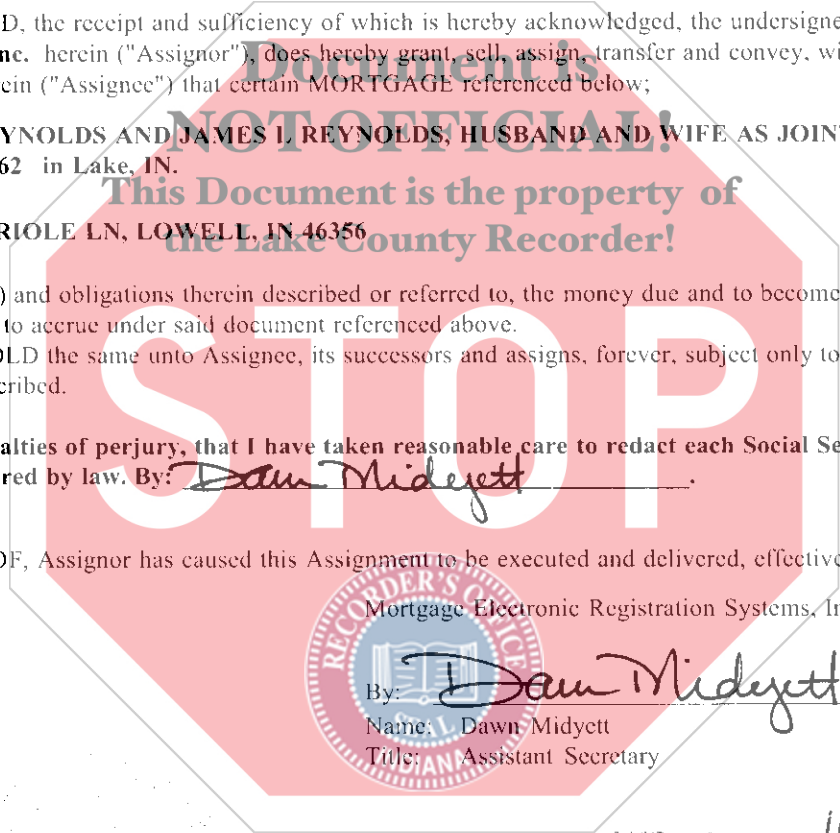 D, the receipt and sufficiency of which is hereby acknowledged, the undersigne
nc. herein ("Assignor"), does hereby grant, sell, assign, transfer and convey, wi
ein ("Assignee") that certain MORTGAGE referenced below;
Document is
NOT OFFICIAL!
This Document is the property of
the Lake County Recorder!
YNOLDS AND JAMES L REYNOLDS, HUSBAND AND WIFE AS JOIN
62 in Lake, IN.
RIOLE LN, LOWELL, IN 46356
) and obligations therein described or referred to, the money due and to become
to accrue under said document referenced above.
OLD the same unto Assignee, its successors and assigns, forever, subject only to
cribed.
STOP
alties of perjury, that I have taken reasonable care to redact each Social Se
red by law. By: Dawn Midyett.
OF, Assignor has caused this Assignment to be executed and delivered, effective
Mortgage Electronic Registration Systems, In
RECORDER'S OFFICE
SEAL
INDIANA
By: Dawn Midyett
Name: Dawn Midyett
Title: Assistant Secretary